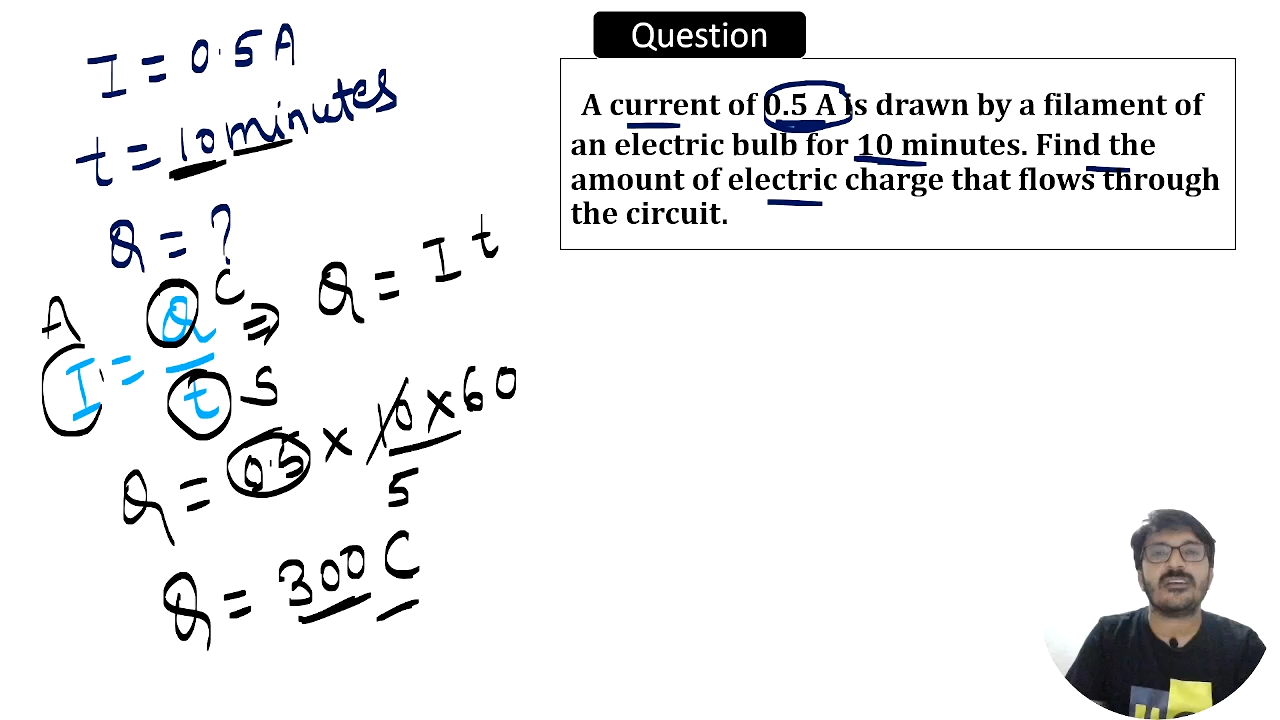 Question
A current of 0.5 A is drawn by a filament of
an electric bulb for 10 minutes. Find the
amount of electric charge that flows through
the circuit.
I = 0.5 A
t = 10 minutes
Q = ?
A I = Q C / t S ⇒ Q = I t
Q = 0.5 × 10 × 60
5
Q = 300 C